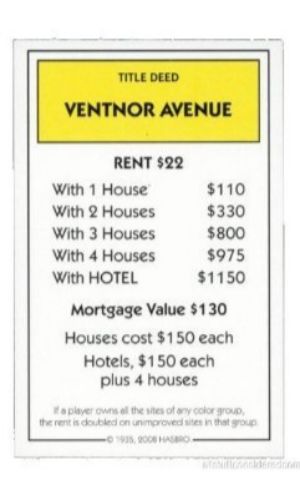 TITLE DEED
VENTNOR AVENUE
RENT $22
With 1 House $110
With 2 Houses $330
With 3 Houses $800
With 4 Houses $975
With HOTEL $1150
Mortgage Value $130
Houses cost $150 each
Hotels, $150 each
plus 4 houses
If a player owns all the sites of any color group,
the rent is doubled on unimproved sites in that group.
© 1935, 2008 HASBRO